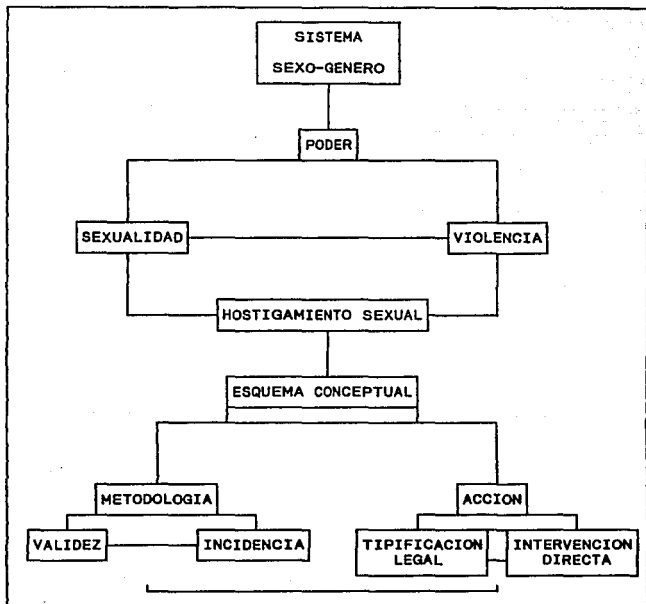 SISTEMA
SEXO-GENERO
PODER
SEXUALIDAD
VIOLENCIA
HOSTIGAMIENTO SEXUAL
ESQUEMA CONCEPTUAL
METODOLOGIA
ACCION
VALIDEZ
INCIDENCIA
TIPIFICACION
LEGAL
INTERVENCION
DIRECTA